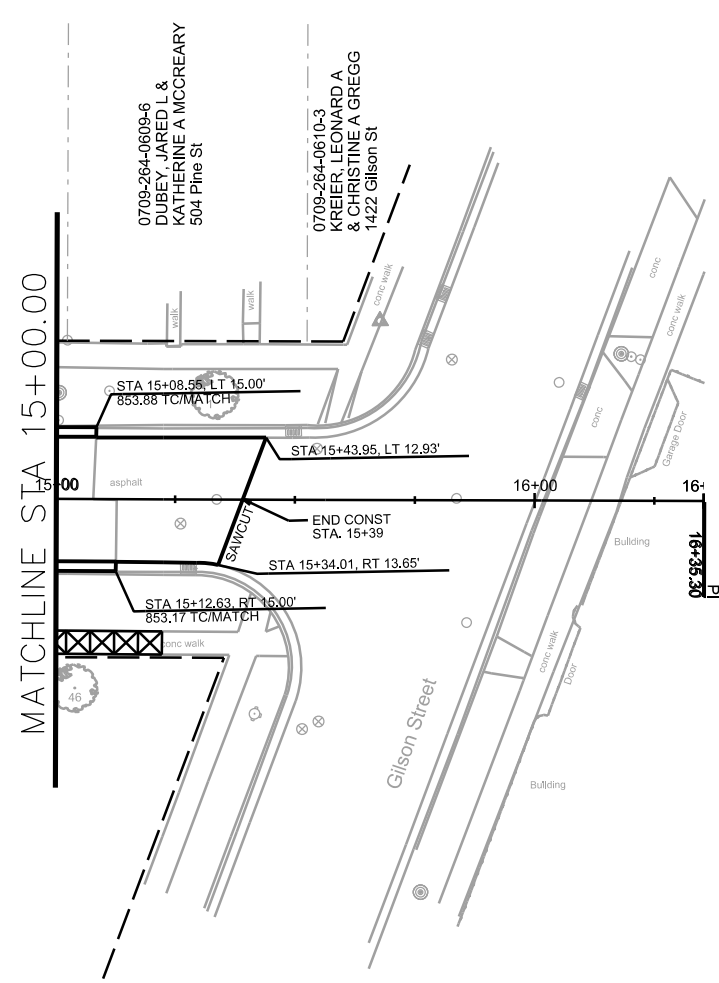 0709-264-0609-6
DUBEY, JARED L &
KATHERINE A MCCREARY
504 Pine St
0709-264-0610-3
KREIER, LEONARD A
& CHRISTINE A GREGG
1422 Gilson St
MATCHLINE STA 15+00.00
walk
walk
conc walk
conc
conc walk
conc
STA 15+08.55, LT 15.00'
853.88 TC/MATCH
STA 15+43.95, LT 12.93'
Garage Door
15+00
asphalt
16+00
16+
END CONST
STA. 15+39
SAWCUT
Building
16+35.30
PI
STA 15+34.01, RT 13.65'
STA 15+12.63, RT 15.00'
853.17 TC/MATCH
conc walk
conc walk
Door
46
Gilson Street
Building